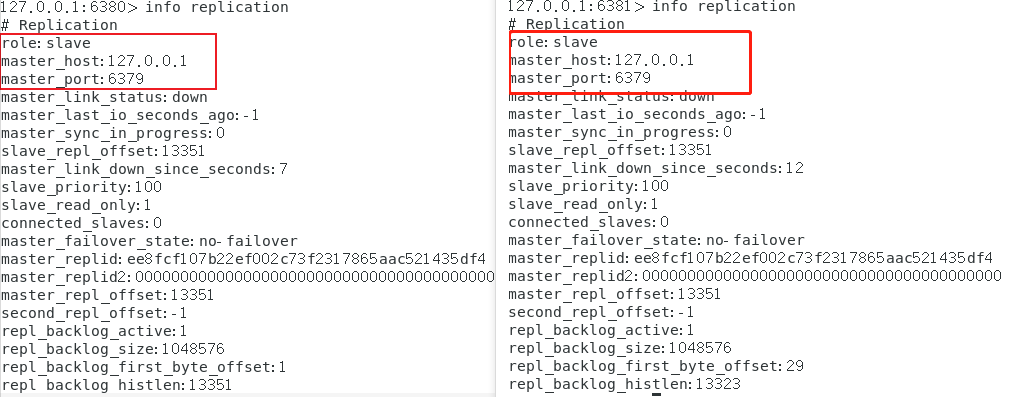 127.0.0.1:6380> info replication
# Replication
role:slave
master_host:127.0.0.1
master_port:6379
master_link_status:down
master_last_io_seconds_ago:-1
master_sync_in_progress:0
slave_repl_offset:13351
master_link_down_since_seconds:7
slave_priority:100
slave_read_only:1
connected_slaves:0
master_failover_state:no-failover
master_replid:ee8fcf107b22ef002c73f2317865aac521435df4
master_replid2:0000000000000000000000000000000000000000
master_repl_offset:13351
second_repl_offset:-1
repl_backlog_active:1
repl_backlog_size:1048576
repl_backlog_first_byte_offset:1
repl_backlog_histlen:13351
127.0.0.1:6381> info replication
# Replication
role:slave
master_host:127.0.0.1
master_port:6379
master_link_status:down
master_last_io_seconds_ago:-1
master_sync_in_progress:0
slave_repl_offset:13351
master_link_down_since_seconds:12
slave_priority:100
slave_read_only:1
connected_slaves:0
master_failover_state:no-failover
master_replid:ee8fcf107b22ef002c73f2317865aac521435df4
master_replid2:0000000000000000000000000000000000000000
master_repl_offset:13351
second_repl_offset:-1
repl_backlog_active:1
repl_backlog_size:1048576
repl_backlog_first_byte_offset:29
repl_backlog_histlen:13323